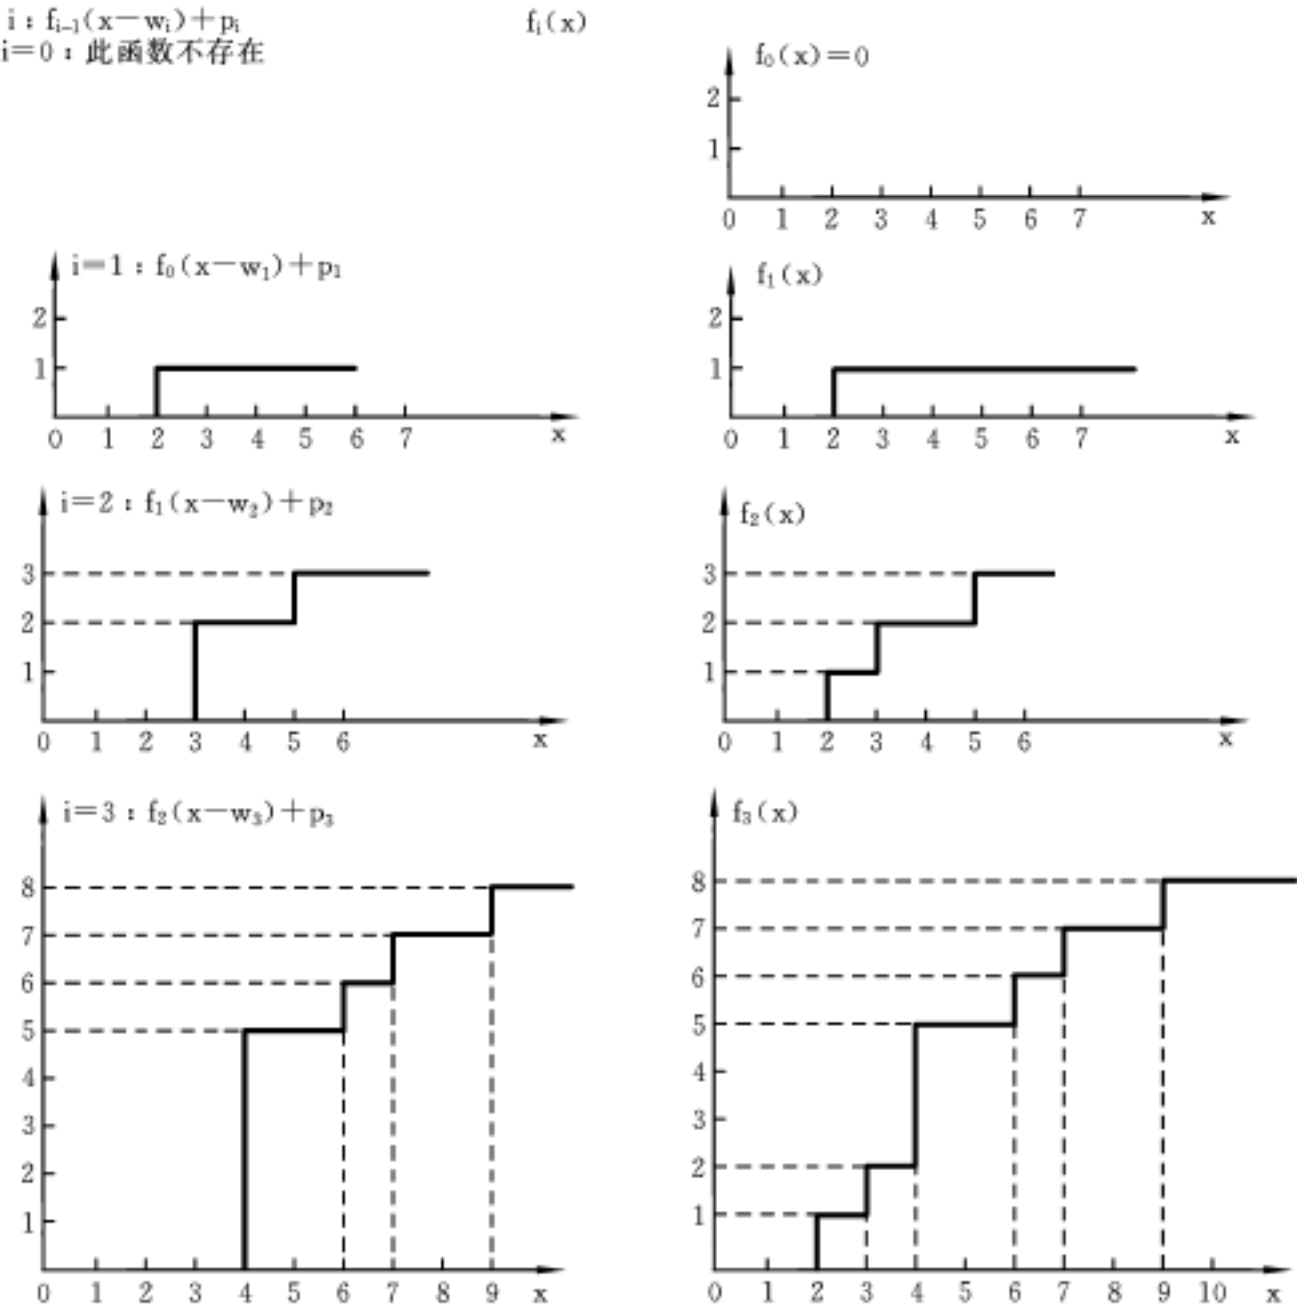 i：fᵢ₋₁(x－wᵢ)＋pᵢ
fᵢ(x)
i＝0：此函数不存在
f₀(x)＝0
2
1
0 1 2 3 4 5 6 7 x
i＝1：f₀(x－w₁)＋p₁
2
1
0 1 2 3 4 5 6 7 x
f₁(x)
2
1
0 1 2 3 4 5 6 7 x
i＝2：f₁(x－w₂)＋p₂
3
2
1
0 1 2 3 4 5 6 x
f₂(x)
3
2
1
0 1 2 3 4 5 6 x
i＝3：f₂(x－w₃)＋p₃
8
7
6
5
4
3
2
1
0 1 2 3 4 5 6 7 8 9 x
f₃(x)
8
7
6
5
4
3
2
1
0 1 2 3 4 5 6 7 8 9 10 x